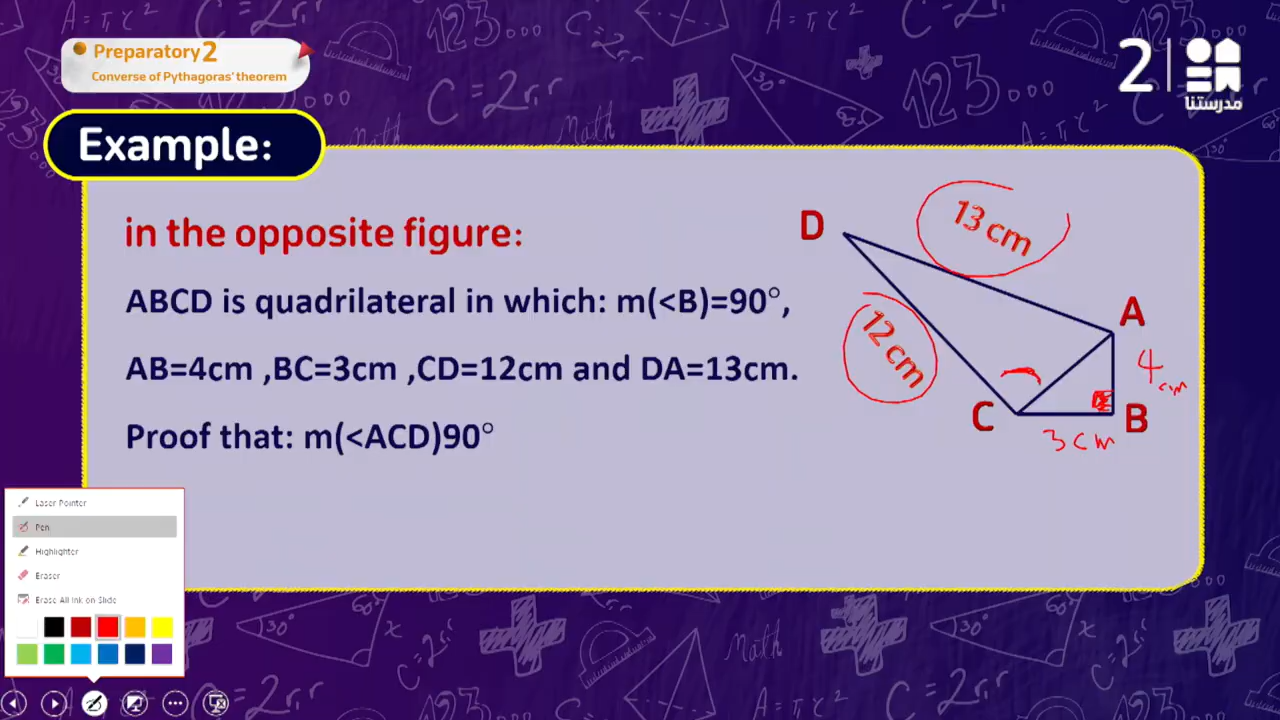 Preparatory 2
Converse of Pythagoras' theorem
2
مدرستنا
Example:
in the opposite figure:
ABCD is quadrilateral in which: m(<B)=90°,
AB=4cm ,BC=3cm ,CD=12cm and DA=13cm.
Proof that: m(<ACD)90°
D
13 cm
A
12 cm
4 cm
C
B
3 cm
Laser Pointer
Pen
Highlighter
Eraser
Erase All Ink on Slide